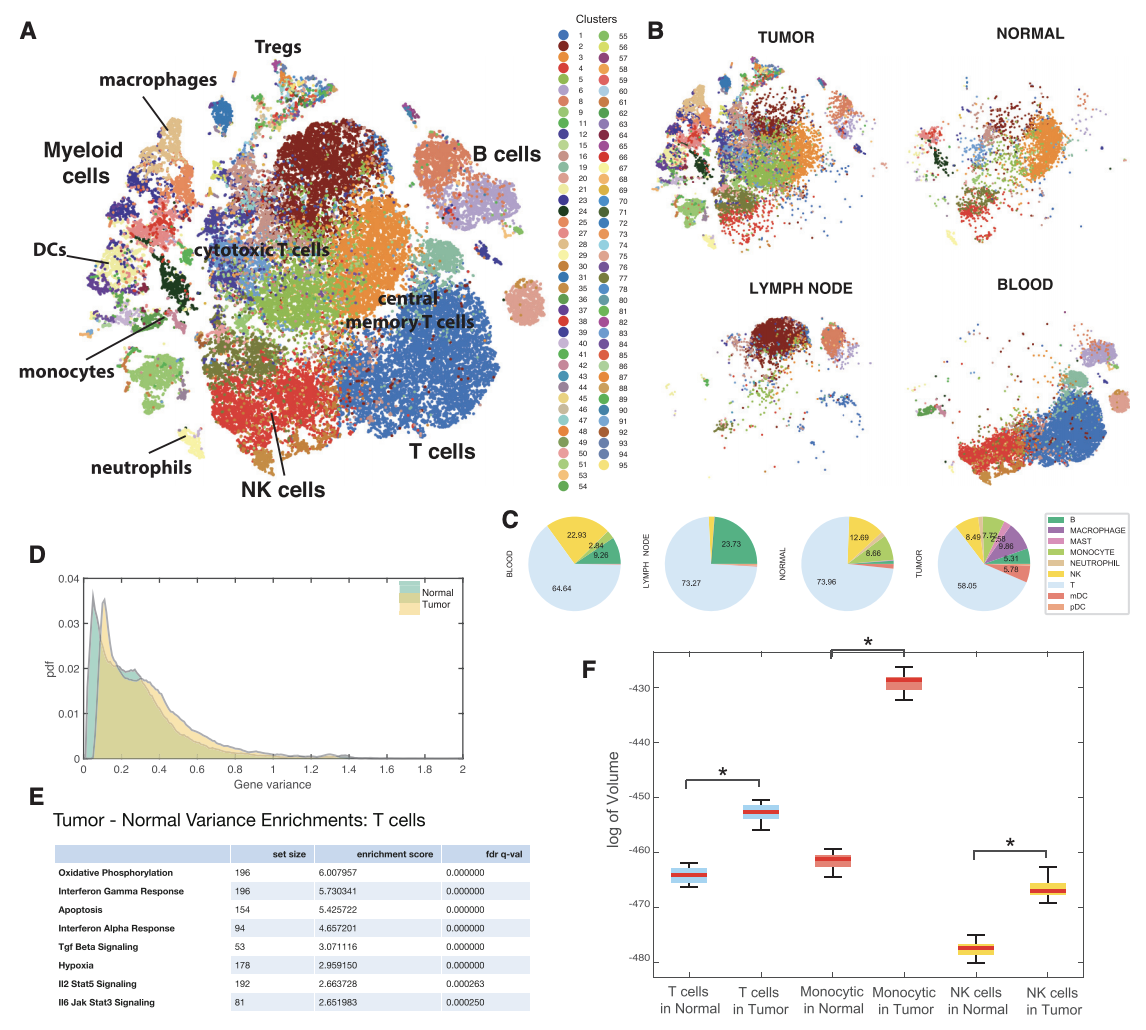 A
Tregs
macrophages
Myeloid
cells
B cells
DCs
cytotoxic T cells
central
memory T cells
monocytes
T cells
neutrophils
NK cells
Clusters
1 55
2 56
3 57
4 58
5 59
6 60
8 61
9 62
11 63
12 64
15 65
16 66
19 67
20 68
21 69
23 70
24 71
25 72
27 73
28 74
29 75
30 76
31 77
35 78
36 80
37 81
38 82
39 83
40 84
41 85
42 86
43 87
44 88
45 89
46 90
47 91
48 92
49 93
50 94
51 95
53
54
B
TUMOR
NORMAL
LYMPH NODE
BLOOD
C
BLOOD
22.93
2.84
9.26
64.64
LYMPH NODE
23.73
73.27
NORMAL
12.69
8.66
73.96
TUMOR
8.49
7.72
2.58
9.86
5.31
5.78
58.05
B
MACROPHAGE
MAST
MONOCYTE
NEUTROPHIL
NK
T
mDC
pDC
D
0.04
0.03
0.02
0.01
0
pdf
0 0.2 0.4 0.6 0.8 1 1.2 1.4 1.6 1.8 2
Gene variance
Normal
Tumor
E
Tumor - Normal Variance Enrichments: T cells
set size enrichment score fdr q-val
Oxidative Phosphorylation 196 6.007957 0.000000
Interferon Gamma Response 196 5.730341 0.000000
Apoptosis 154 5.425722 0.000000
Interferon Alpha Response 94 4.657201 0.000000
Tgf Beta Signaling 53 3.071116 0.000000
Hypoxia 178 2.959150 0.000000
Il2 Stat5 Signaling 192 2.663728 0.000263
Il6 Jak Stat3 Signaling 81 2.651983 0.000250
F
log of Volume
-430
-440
-450
-460
-470
-480
*
*
*
T cells
in Normal
T cells
in Tumor
Monocytic
in Normal
Monocytic
in Tumor
NK cells
in Normal
NK cells
in Tumor